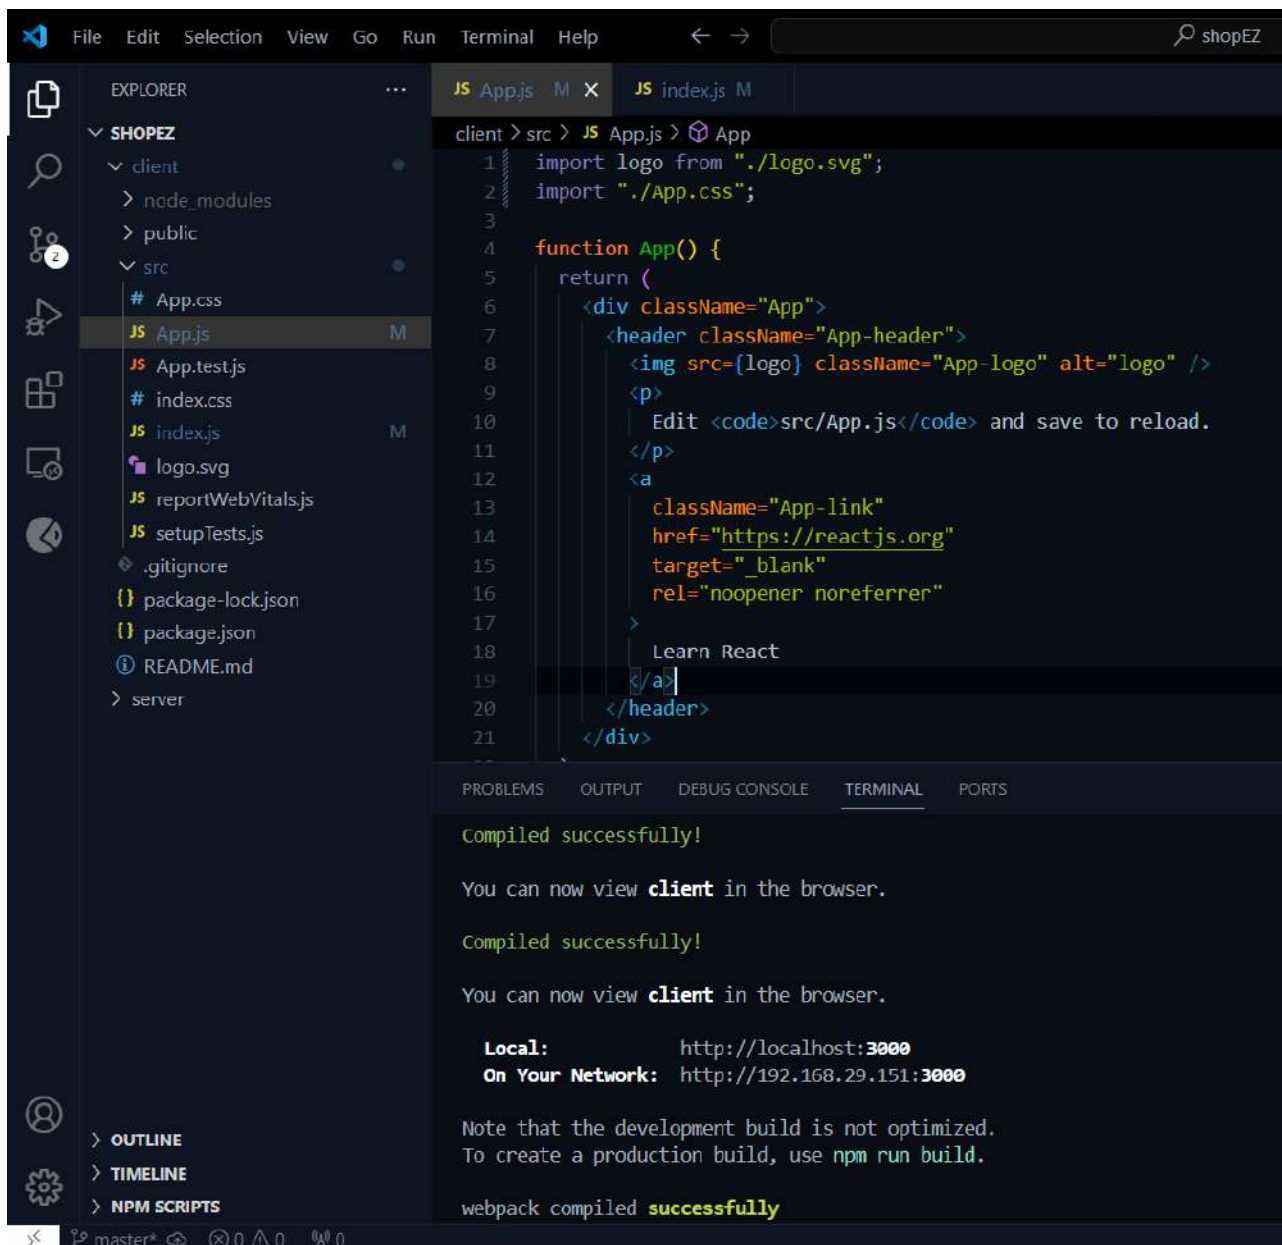 File Edit Selection View Go Run Terminal Help
shopEZ
EXPLORER
SHOPEZ
client
node_modules
public
src
# App.css
JS App.js M
JS App.test.js
# index.css
JS index.js M
logo.svg
JS reportWebVitals.js
JS setupTests.js
.gitignore
{} package-lock.json
{} package.json
README.md
server
OUTLINE
TIMELINE
NPM SCRIPTS
2
JS App.js M
JS index.js M
client > src > JS App.js > App
1 import logo from "./logo.svg";
2 import "./App.css";
3
4 function App() {
5 return (
6 <div className="App">
7 <header className="App-header">
8 <img src={logo} className="App-logo" alt="logo" />
9 <p>
10 Edit <code>src/App.js</code> and save to reload.
11 </p>
12 <a
13 className="App-link"
14 href="https://reactjs.org"
15 target="_blank"
16 rel="noopener noreferrer"
17 >
18 Learn React
19 </a>
20 </header>
21 </div>
PROBLEMS OUTPUT DEBUG CONSOLE TERMINAL PORTS
Compiled successfully!
You can now view client in the browser.
Compiled successfully!
You can now view client in the browser.
Local: http://localhost:3000
On Your Network: http://192.168.29.151:3000
Note that the development build is not optimized.
To create a production build, use npm run build.
webpack compiled successfully
master* 0 0 0